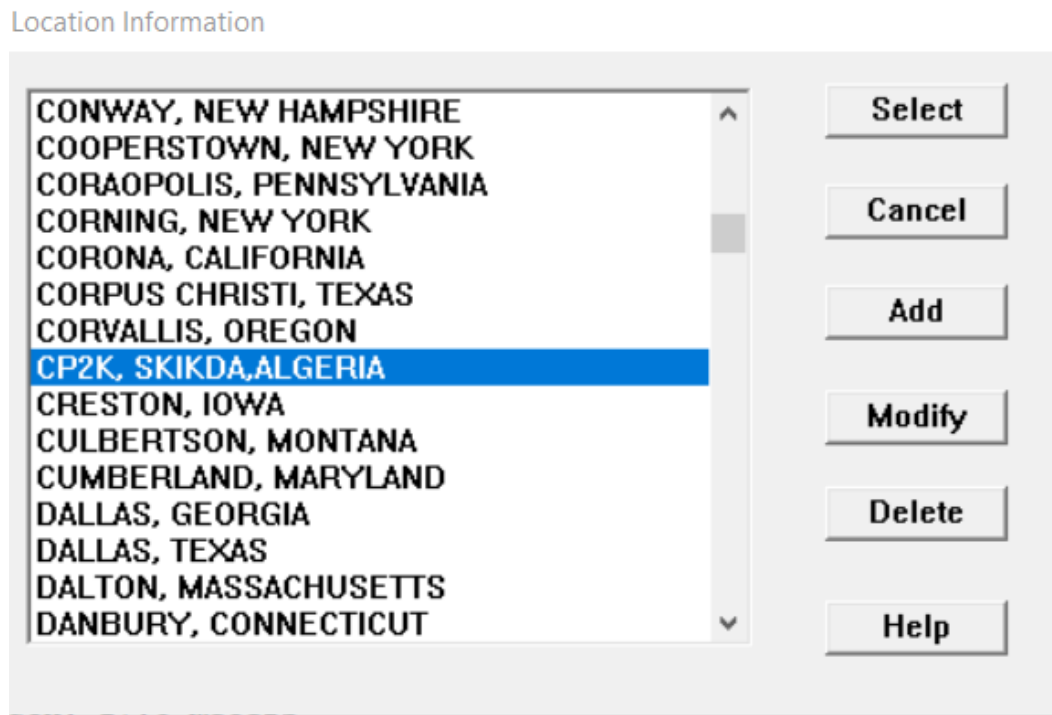 Location Information
CONWAY, NEW HAMPSHIRE
COOPERSTOWN, NEW YORK
CORAOPOLIS, PENNSYLVANIA
CORNING, NEW YORK
CORONA, CALIFORNIA
CORPUS CHRISTI, TEXAS
CORVALLIS, OREGON
CP2K, SKIKDA,ALGERIA
CRESTON, IOWA
CULBERTSON, MONTANA
CUMBERLAND, MARYLAND
DALLAS, GEORGIA
DALLAS, TEXAS
DALTON, MASSACHUSETTS
DANBURY, CONNECTICUT
Select
Cancel
Add
Modify
Delete
Help